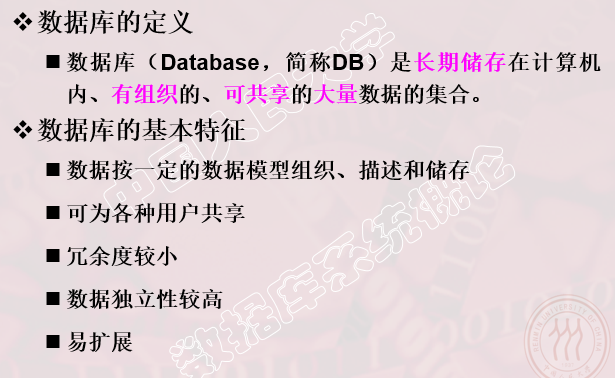 ❖数据库的定义
■ 数据库（Database，简称DB）是长期储存在计算机
内、有组织的、可共享的大量数据的集合。
❖数据库的基本特征
■ 数据按一定的数据模型组织、描述和储存
■ 可为各种用户共享
■ 冗余度较小
■ 数据独立性较高
■ 易扩展
中国人民大学
数据库系统概论